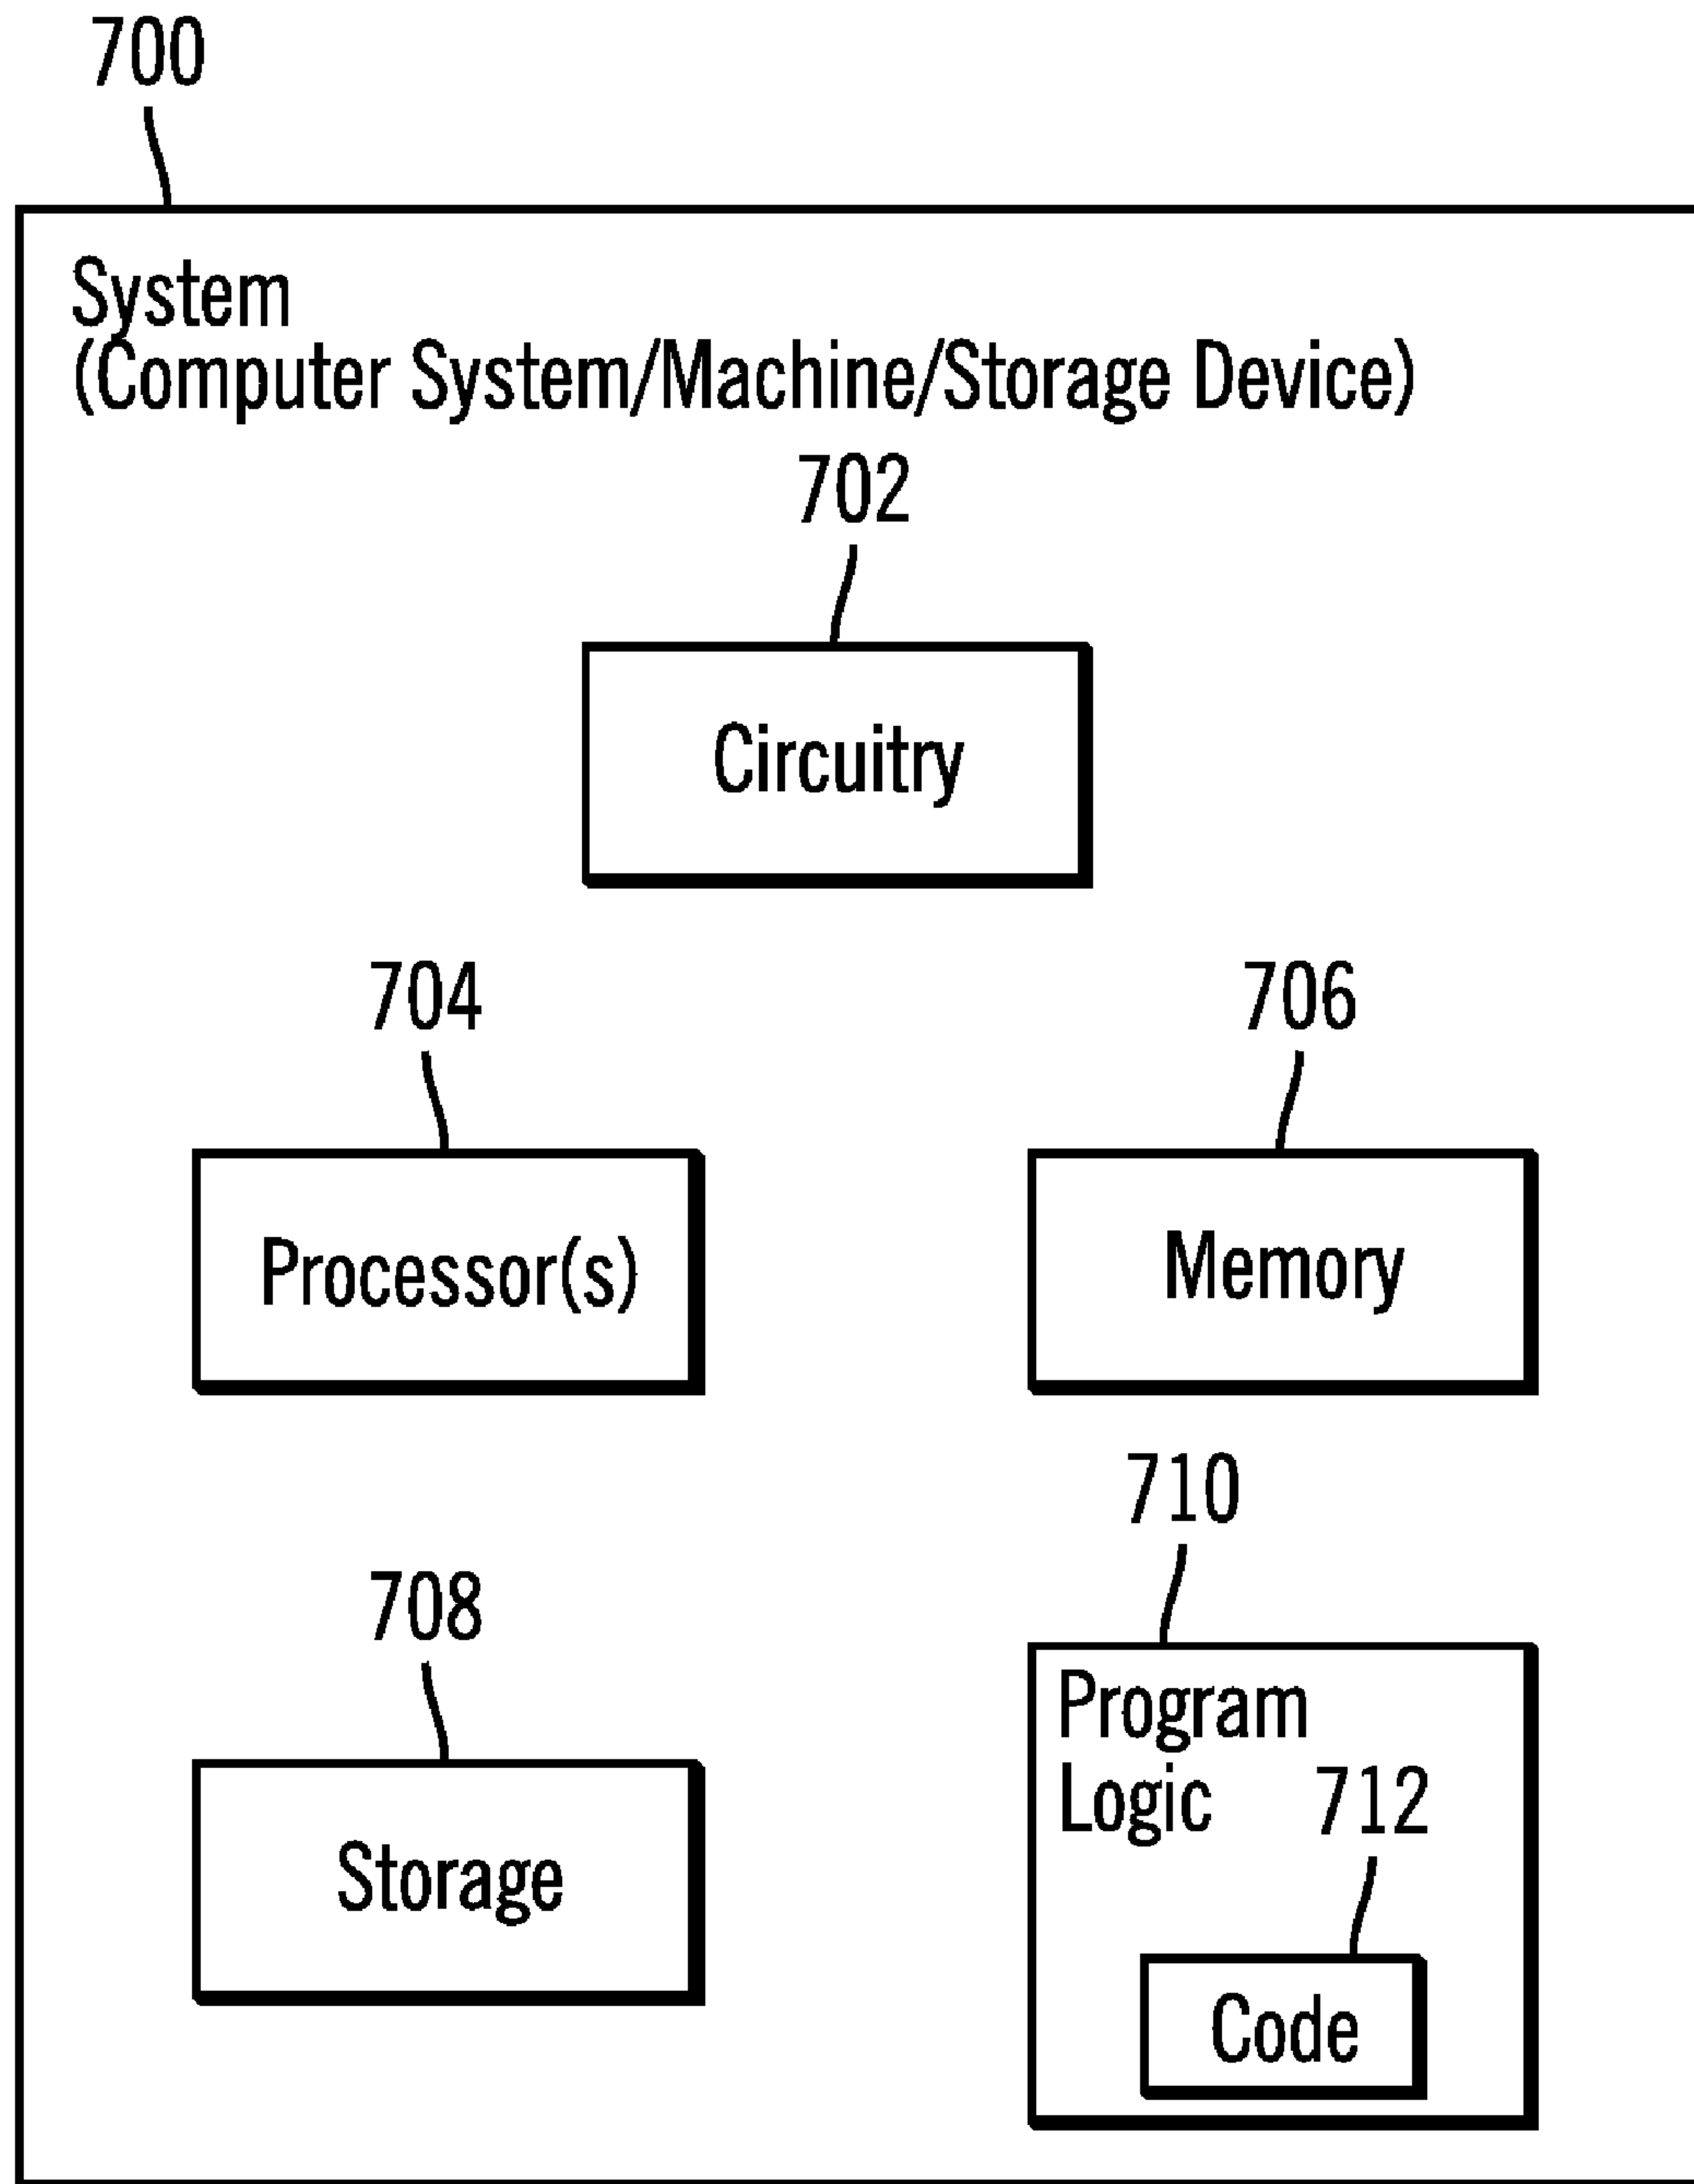 700
System
(Computer System/Machine/Storage Device)
702
Circuitry
704
706
Processor(s)
Memory
710
708
Program
Logic
712
Storage
Code